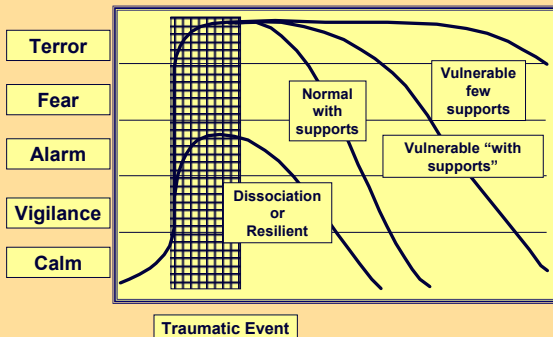 Terror
Fear
Alarm
Vigilance
Calm
Normal
with
supports
Vulnerable
few
supports
Vulnerable “with
supports”
Dissociation
or
Resilient
Traumatic Event